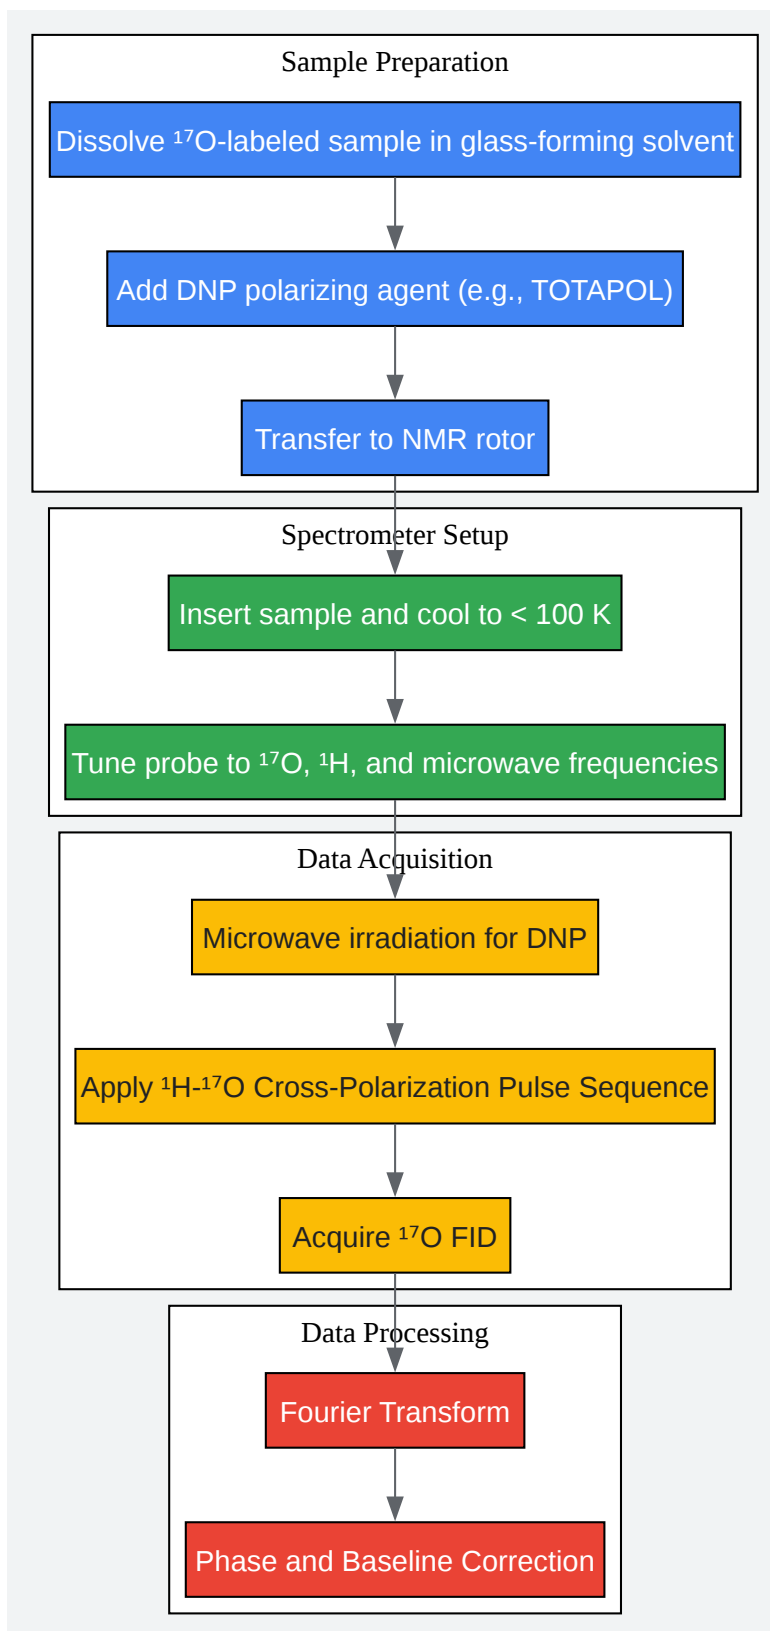 Sample Preparation
Dissolve ¹⁷O-labeled sample in glass-forming solvent
Add DNP polarizing agent (e.g., TOTAPOL)
Transfer to NMR rotor
Spectrometer Setup
Insert sample and cool to < 100 K
Tune probe to ¹⁷O, ¹H, and microwave frequencies
Data Acquisition
Microwave irradiation for DNP
Apply ¹H-¹⁷O Cross-Polarization Pulse Sequence
Acquire ¹⁷O FID
Data Processing
Fourier Transform
Phase and Baseline Correction